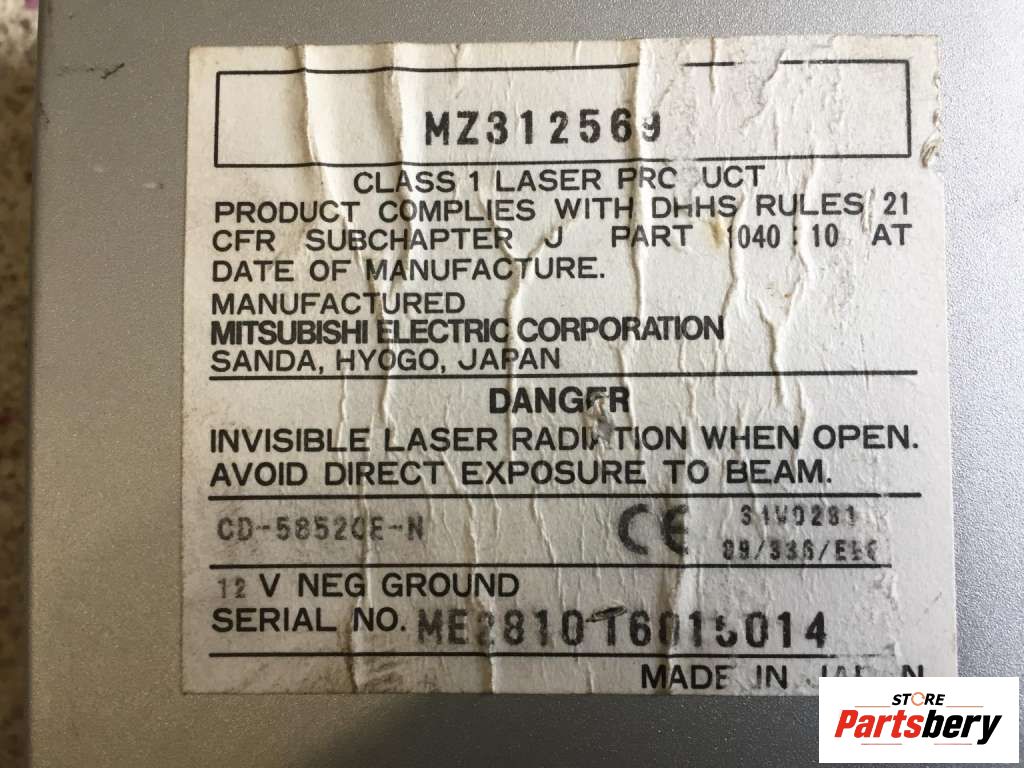 MZ312569
CLASS 1 LASER PRODUCT
PRODUCT COMPLIES WITH DHHS RULES 21
CFR SUBCHAPTER J PART 1040:10 AT
DATE OF MANUFACTURE.
MANUFACTURED
MITSUBISHI ELECTRIC CORPORATION
SANDA, HYOGO, JAPAN
DANGER
INVISIBLE LASER RADIATION WHEN OPEN.
AVOID DIRECT EXPOSURE TO BEAM.
CE
12 V NEG GROUND
SERIAL NO.
MADE IN JAPAN
STORE
Partsbery